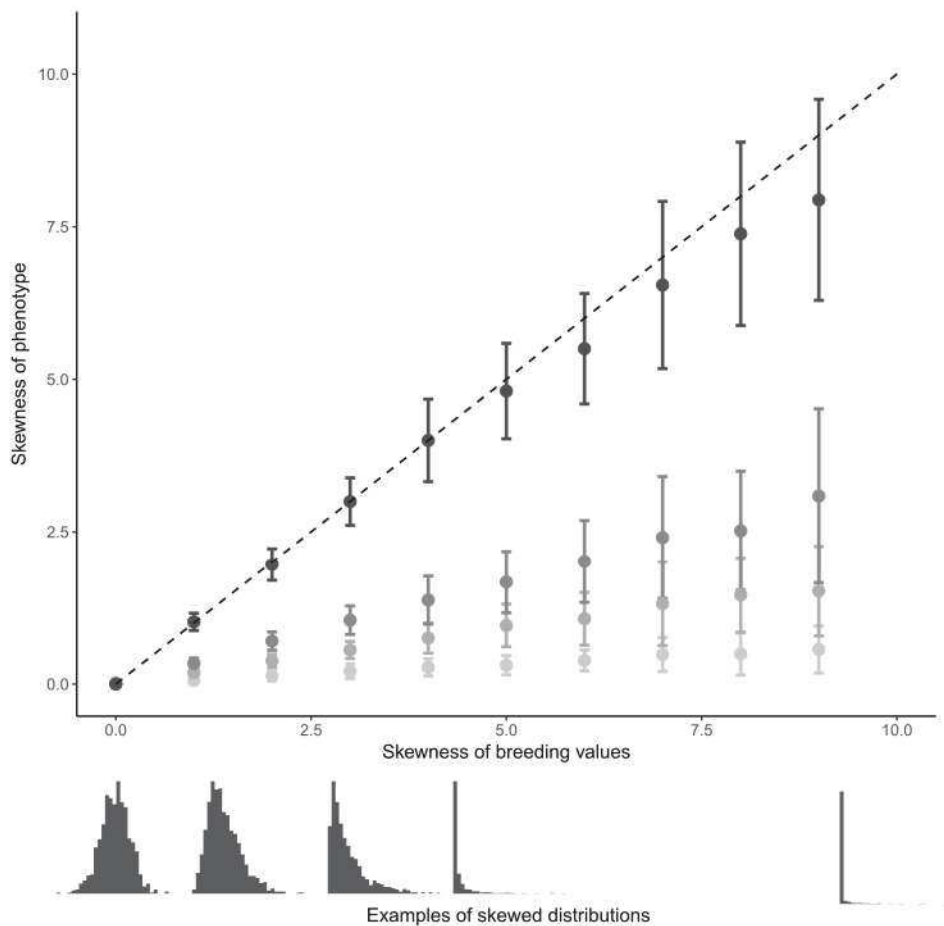 10.0
7.5
5.0
2.5
0.0
Skewness of phenotype
0.0 2.5 5.0 7.5 10.0
Skewness of breeding values
Examples of skewed distributions